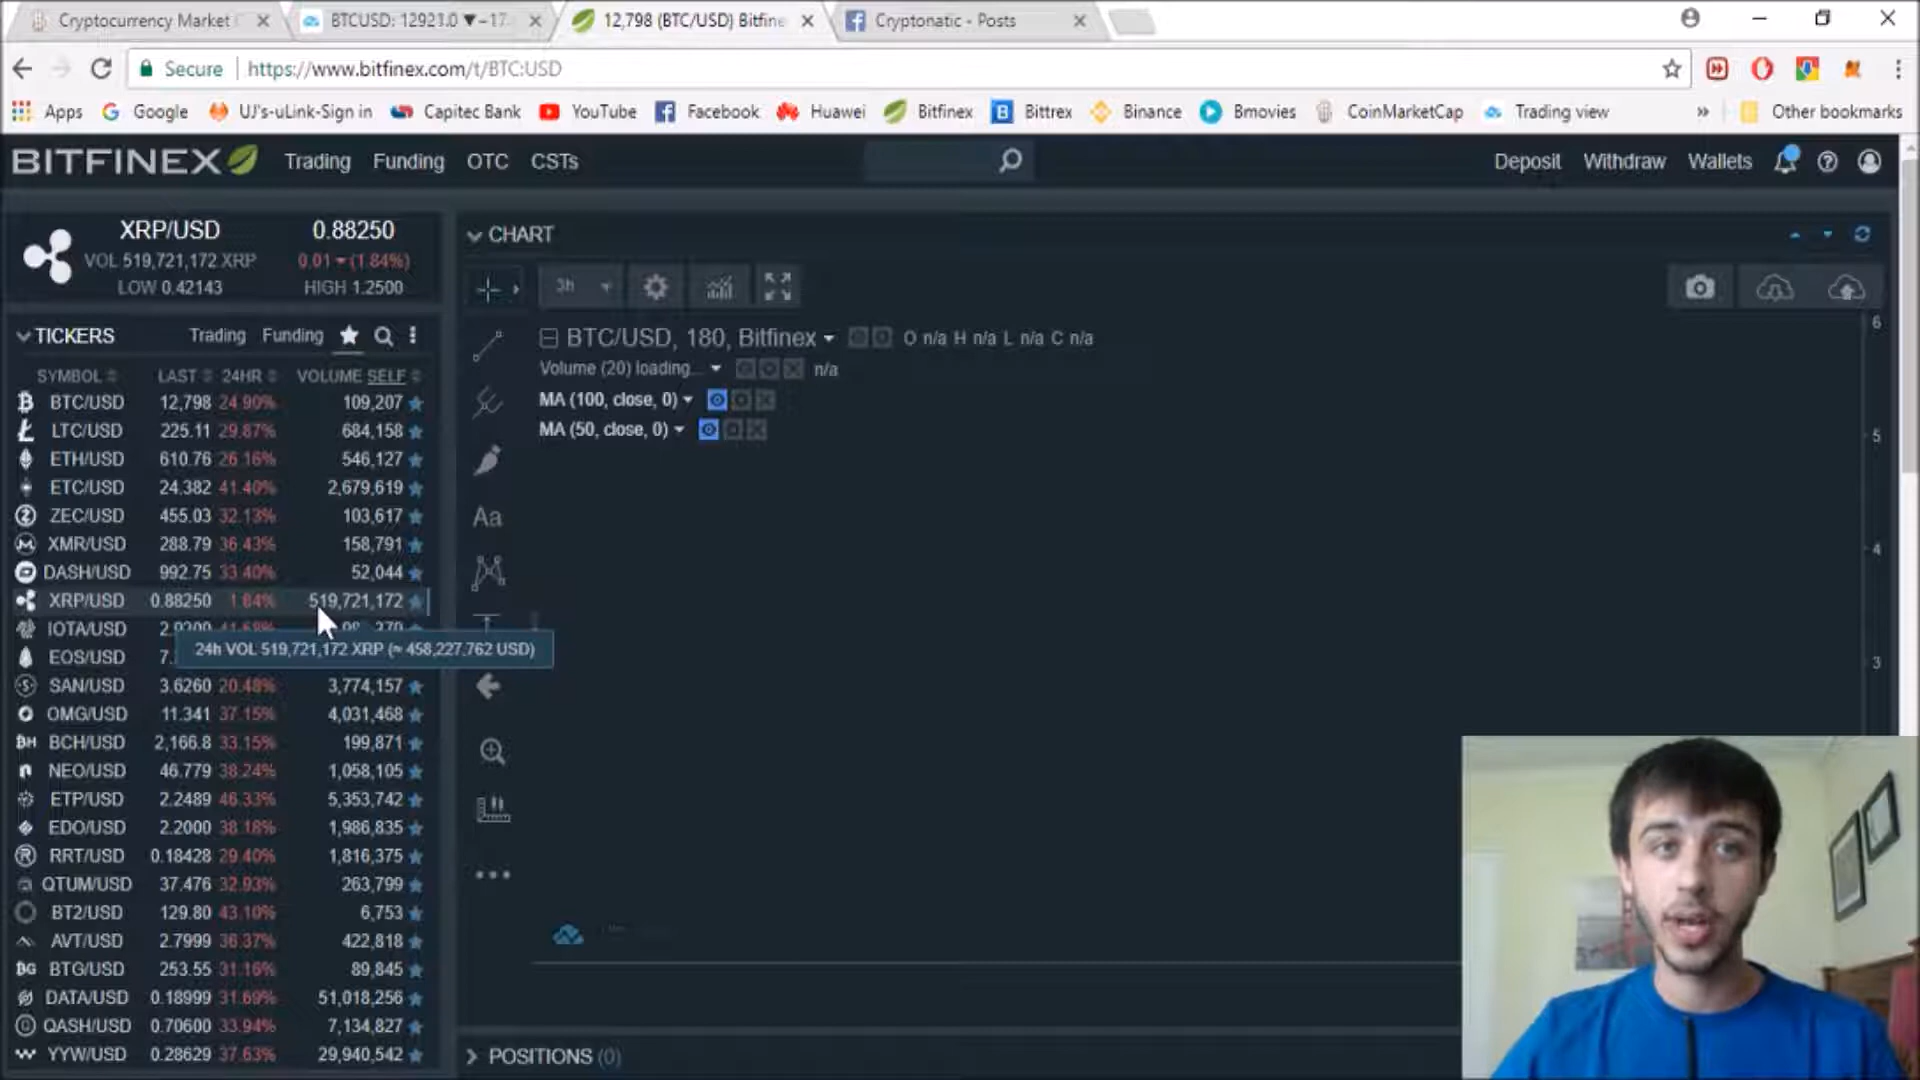 Cryptocurrency Market
BTCUSD: 12921.0 ▼−17.
12,798 (BTC/USD) Bitfine
Cryptonatic - Posts
Secure
https://www.bitfinex.com/t/BTC:USD
Apps Google UJ's-uLink-Sign in Capitec Bank YouTube Facebook Huawei Bitfinex Bittrex Binance Bmovies CoinMarketCap Trading view » Other bookmarks
BITFINEX Trading Funding OTC CSTs Deposit Withdraw Wallets
XRP/USD 0.88250
VOL 519,721,172 XRP 0.01 (1.84%)
LOW 0.42143 HIGH 1.2500
TICKERS Trading Funding
SYMBOL LAST 24HR VOLUME SELF
BTC/USD 12,798 24.90% 109,207
LTC/USD 225.11 29.87% 684,158
ETH/USD 610.76 26.16% 546,127
ETC/USD 24.382 41.40% 2,679,619
ZEC/USD 455.03 32.13% 103,617
XMR/USD 288.79 36.43% 158,791
DASH/USD 992.75 33.40% 52,044
XRP/USD 0.88250 1.84% 519,721,172
IOTA/USD
24h VOL 519,721,172 XRP (≈ 458,227,762 USD)
EOS/USD 7.
SAN/USD 3.6260 20.48% 3,774,157
OMG/USD 11.341 37.15% 4,031,468
BCH/USD 2,166.8 33.15% 199,871
NEO/USD 46.779 38.24% 1,058,105
ETP/USD 2.2489 46.33% 5,353,742
EDO/USD 2.2000 38.18% 1,986,835
RRT/USD 0.18428 29.40% 1,816,375
QTUM/USD 37.476 32.93% 263,799
BT2/USD 129.80 43.10% 6,753
AVT/USD 2.7999 36.37% 422,818
BTG/USD 253.55 31.16% 89,845
DATA/USD 0.18999 31.69% 51,018,256
QASH/USD 0.70600 33.94% 7,134,827
YYW/USD 0.28629 37.63% 29,940,542
CHART
3h
BTC/USD, 180, Bitfinex O n/a H n/a L n/a C n/a
Volume (20) loading... n/a
MA (100, close, 0)
MA (50, close, 0)
Aa
6
5
4
3
POSITIONS (0)